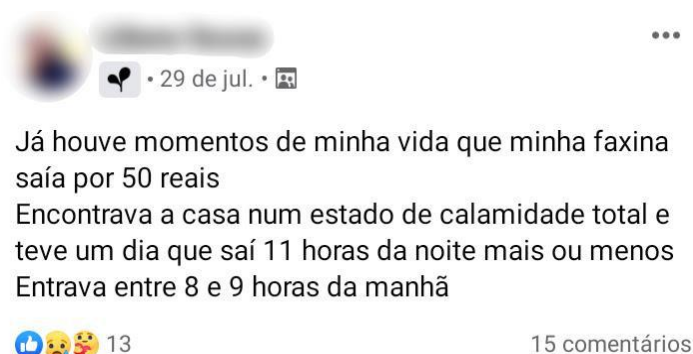 • 29 de jul. •
Já houve momentos de minha vida que minha faxina
saía por 50 reais
Encontrava a casa num estado de calamidade total e
teve um dia que saí 11 horas da noite mais ou menos
Entrava entre 8 e 9 horas da manhã
13 15 comentários